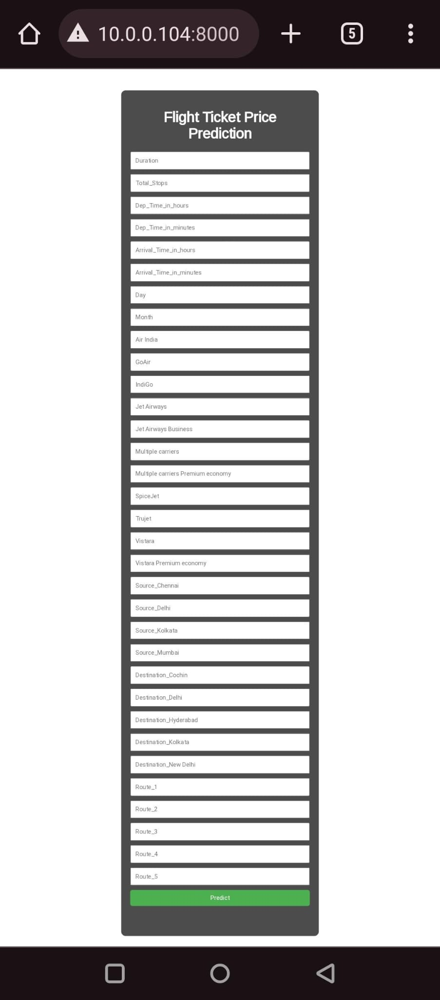 10.0.0.104:8000
5
Flight Ticket Price
Prediction
Duration
Total_Stops
Dep_Time_in_hours
Dep_Time_in_minutes
Arrival_Time_in_hours
Arrival_Time_in_minutes
Day
Month
Air India
GoAir
IndiGo
Jet Airways
Jet Airways Business
Multiple carriers
Multiple carriers Premium economy
SpiceJet
Trujet
Vistara
Vistara Premium economy
Source_Chennai
Source_Delhi
Source_Kolkata
Source_Mumbai
Destination_Cochin
Destination_Delhi
Destination_Hyderabad
Destination_Kolkata
Destination_New Delhi
Route_1
Route_2
Route_3
Route_4
Route_5
Predict